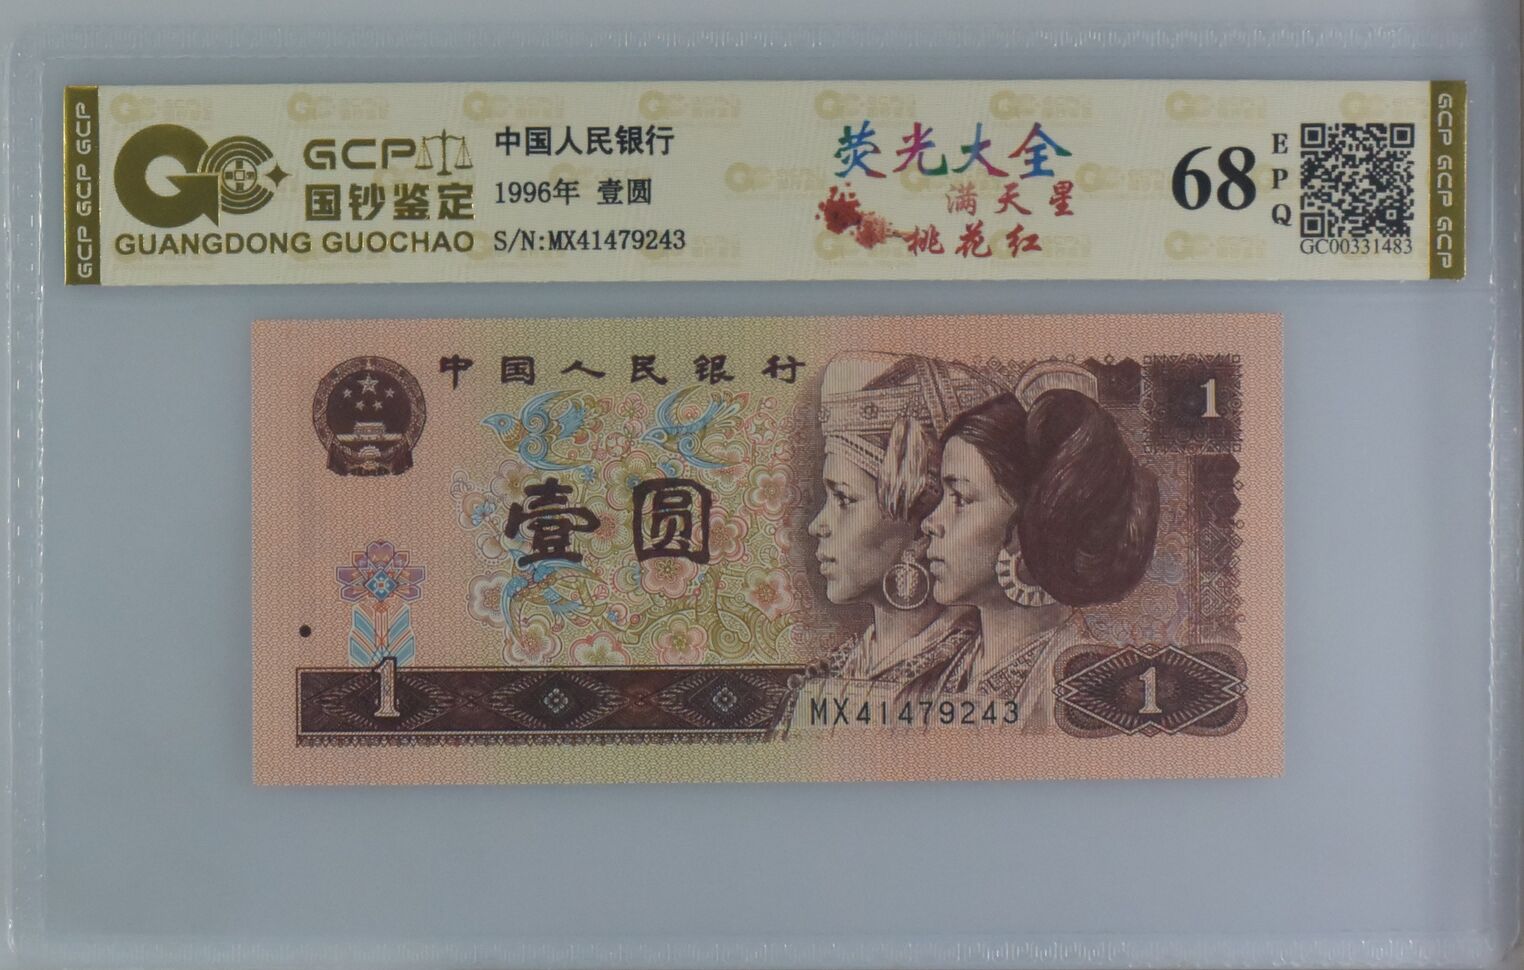 GCP GCP GCP
GCP
国钞鉴定
GUANGDONG GUOCHAO
中国人民银行
1996年 壹圆
S/N:MX41479243
荧光大全
满天星
桃花红
68
EPQ
GC00331483
GCP GCP GCP
中国人民银行
1
壹圆
1
MX41479243
1